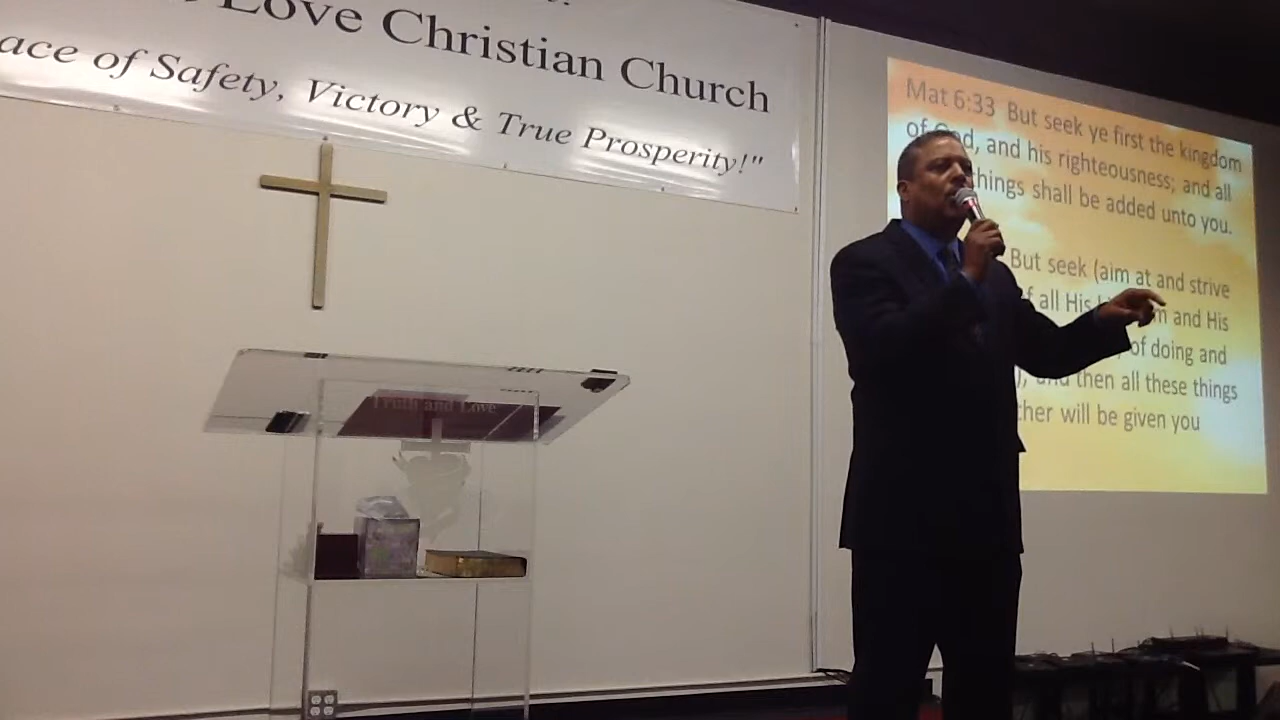 Love Christian Church
ace of Safety, Victory & True Prosperity!"
Mat 6:33 But seek ye first the kingdom
of God, and his righteousness; and all
things shall be added unto you.
But seek (aim at and strive
f all His and His
of doing and
), and then all these things
ther will be given you
Truth and Love